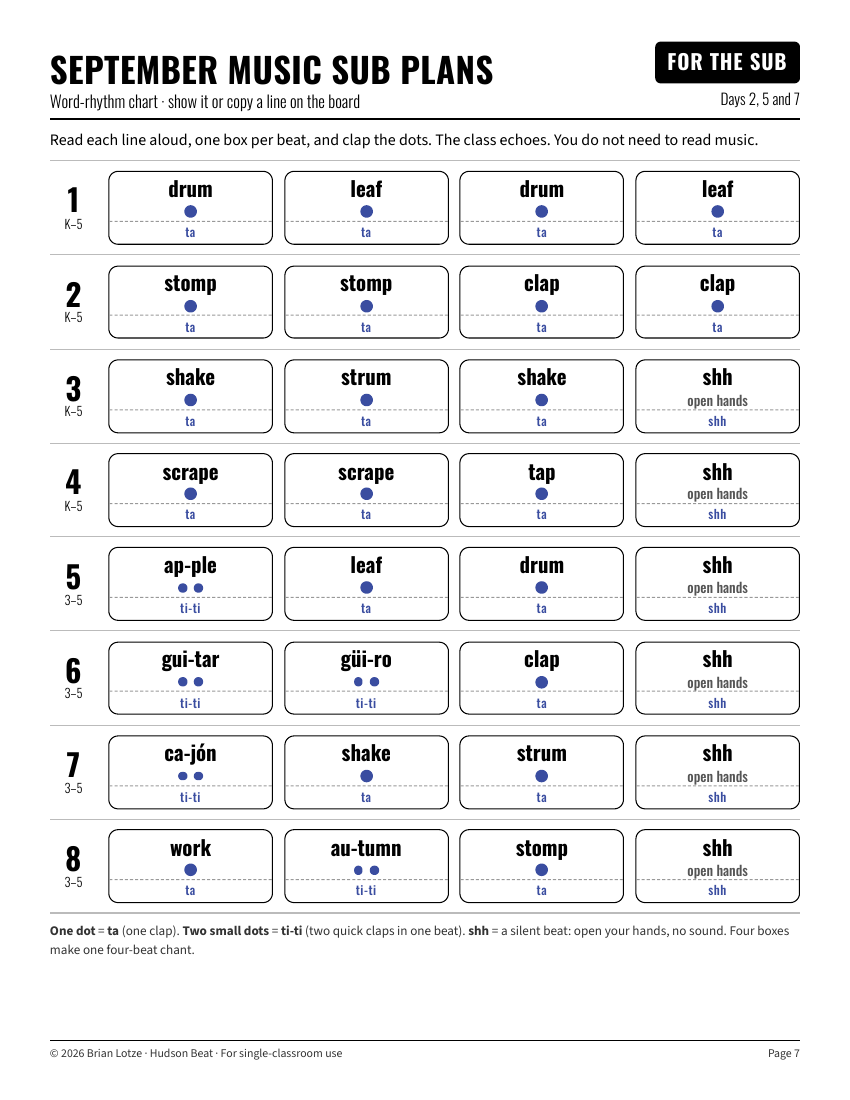 SEPTEMBER MUSIC SUB PLANS
FOR THE SUB
Word-rhythm chart · show it or copy a line on the board
Days 2, 5 and 7
Read each line aloud, one box per beat, and clap the dots. The class echoes. You do not need to read music.
1
K–5
drum leaf drum leaf
ta ta ta ta
2
K–5
stomp stomp clap clap
ta ta ta ta
3
K–5
shake strum shake shh
open hands
ta ta ta shh
4
K–5
scrape scrape tap shh
open hands
ta ta ta shh
5
3–5
ap-ple leaf drum shh
open hands
ti-ti ta ta shh
6
3–5
gui-tar güi-ro clap shh
open hands
ti-ti ti-ti ta shh
7
3–5
ca-jón shake strum shh
open hands
ti-ti ta ta shh
8
3–5
work au-tumn stomp shh
open hands
ta ti-ti ta shh
One dot = ta (one clap). Two small dots = ti-ti (two quick claps in one beat). shh = a silent beat: open your hands, no sound. Four boxes
make one four-beat chant.
© 2026 Brian Lotze · Hudson Beat · For single-classroom use
Page 7